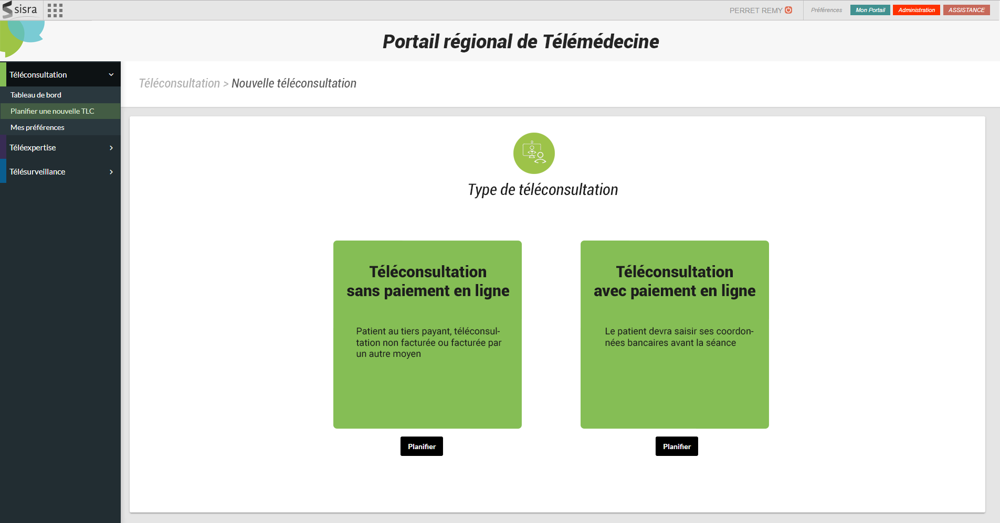 sisra
PERRET REMY
Préférences
Mon Portail
Administration
ASSISTANCE
Portail régional de Télémédecine
Téléconsultation
Tableau de bord
Planifier une nouvelle TLC
Mes préférences
Téléexpertise
Télésurveillance
Téléconsultation > Nouvelle téléconsultation
Type de téléconsultation
Téléconsultation
sans paiement en ligne
Patient au tiers payant, téléconsul-
tation non facturée ou facturée par
un autre moyen
Planifier
Téléconsultation
avec paiement en ligne
Le patient devra saisir ses coordon-
nées bancaires avant la séance
Planifier